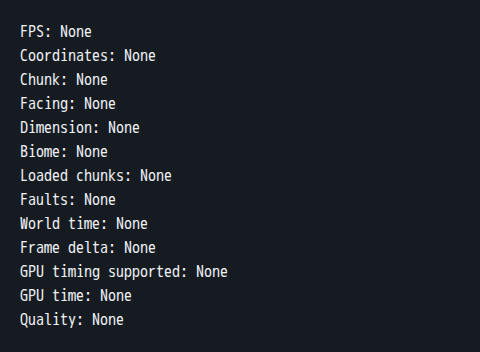 FPS: None
Coordinates: None
Chunk: None
Facing: None
Dimension: None
Biome: None
Loaded chunks: None
Faults: None
World time: None
Frame delta: None
GPU timing supported: None
GPU time: None
Quality: None